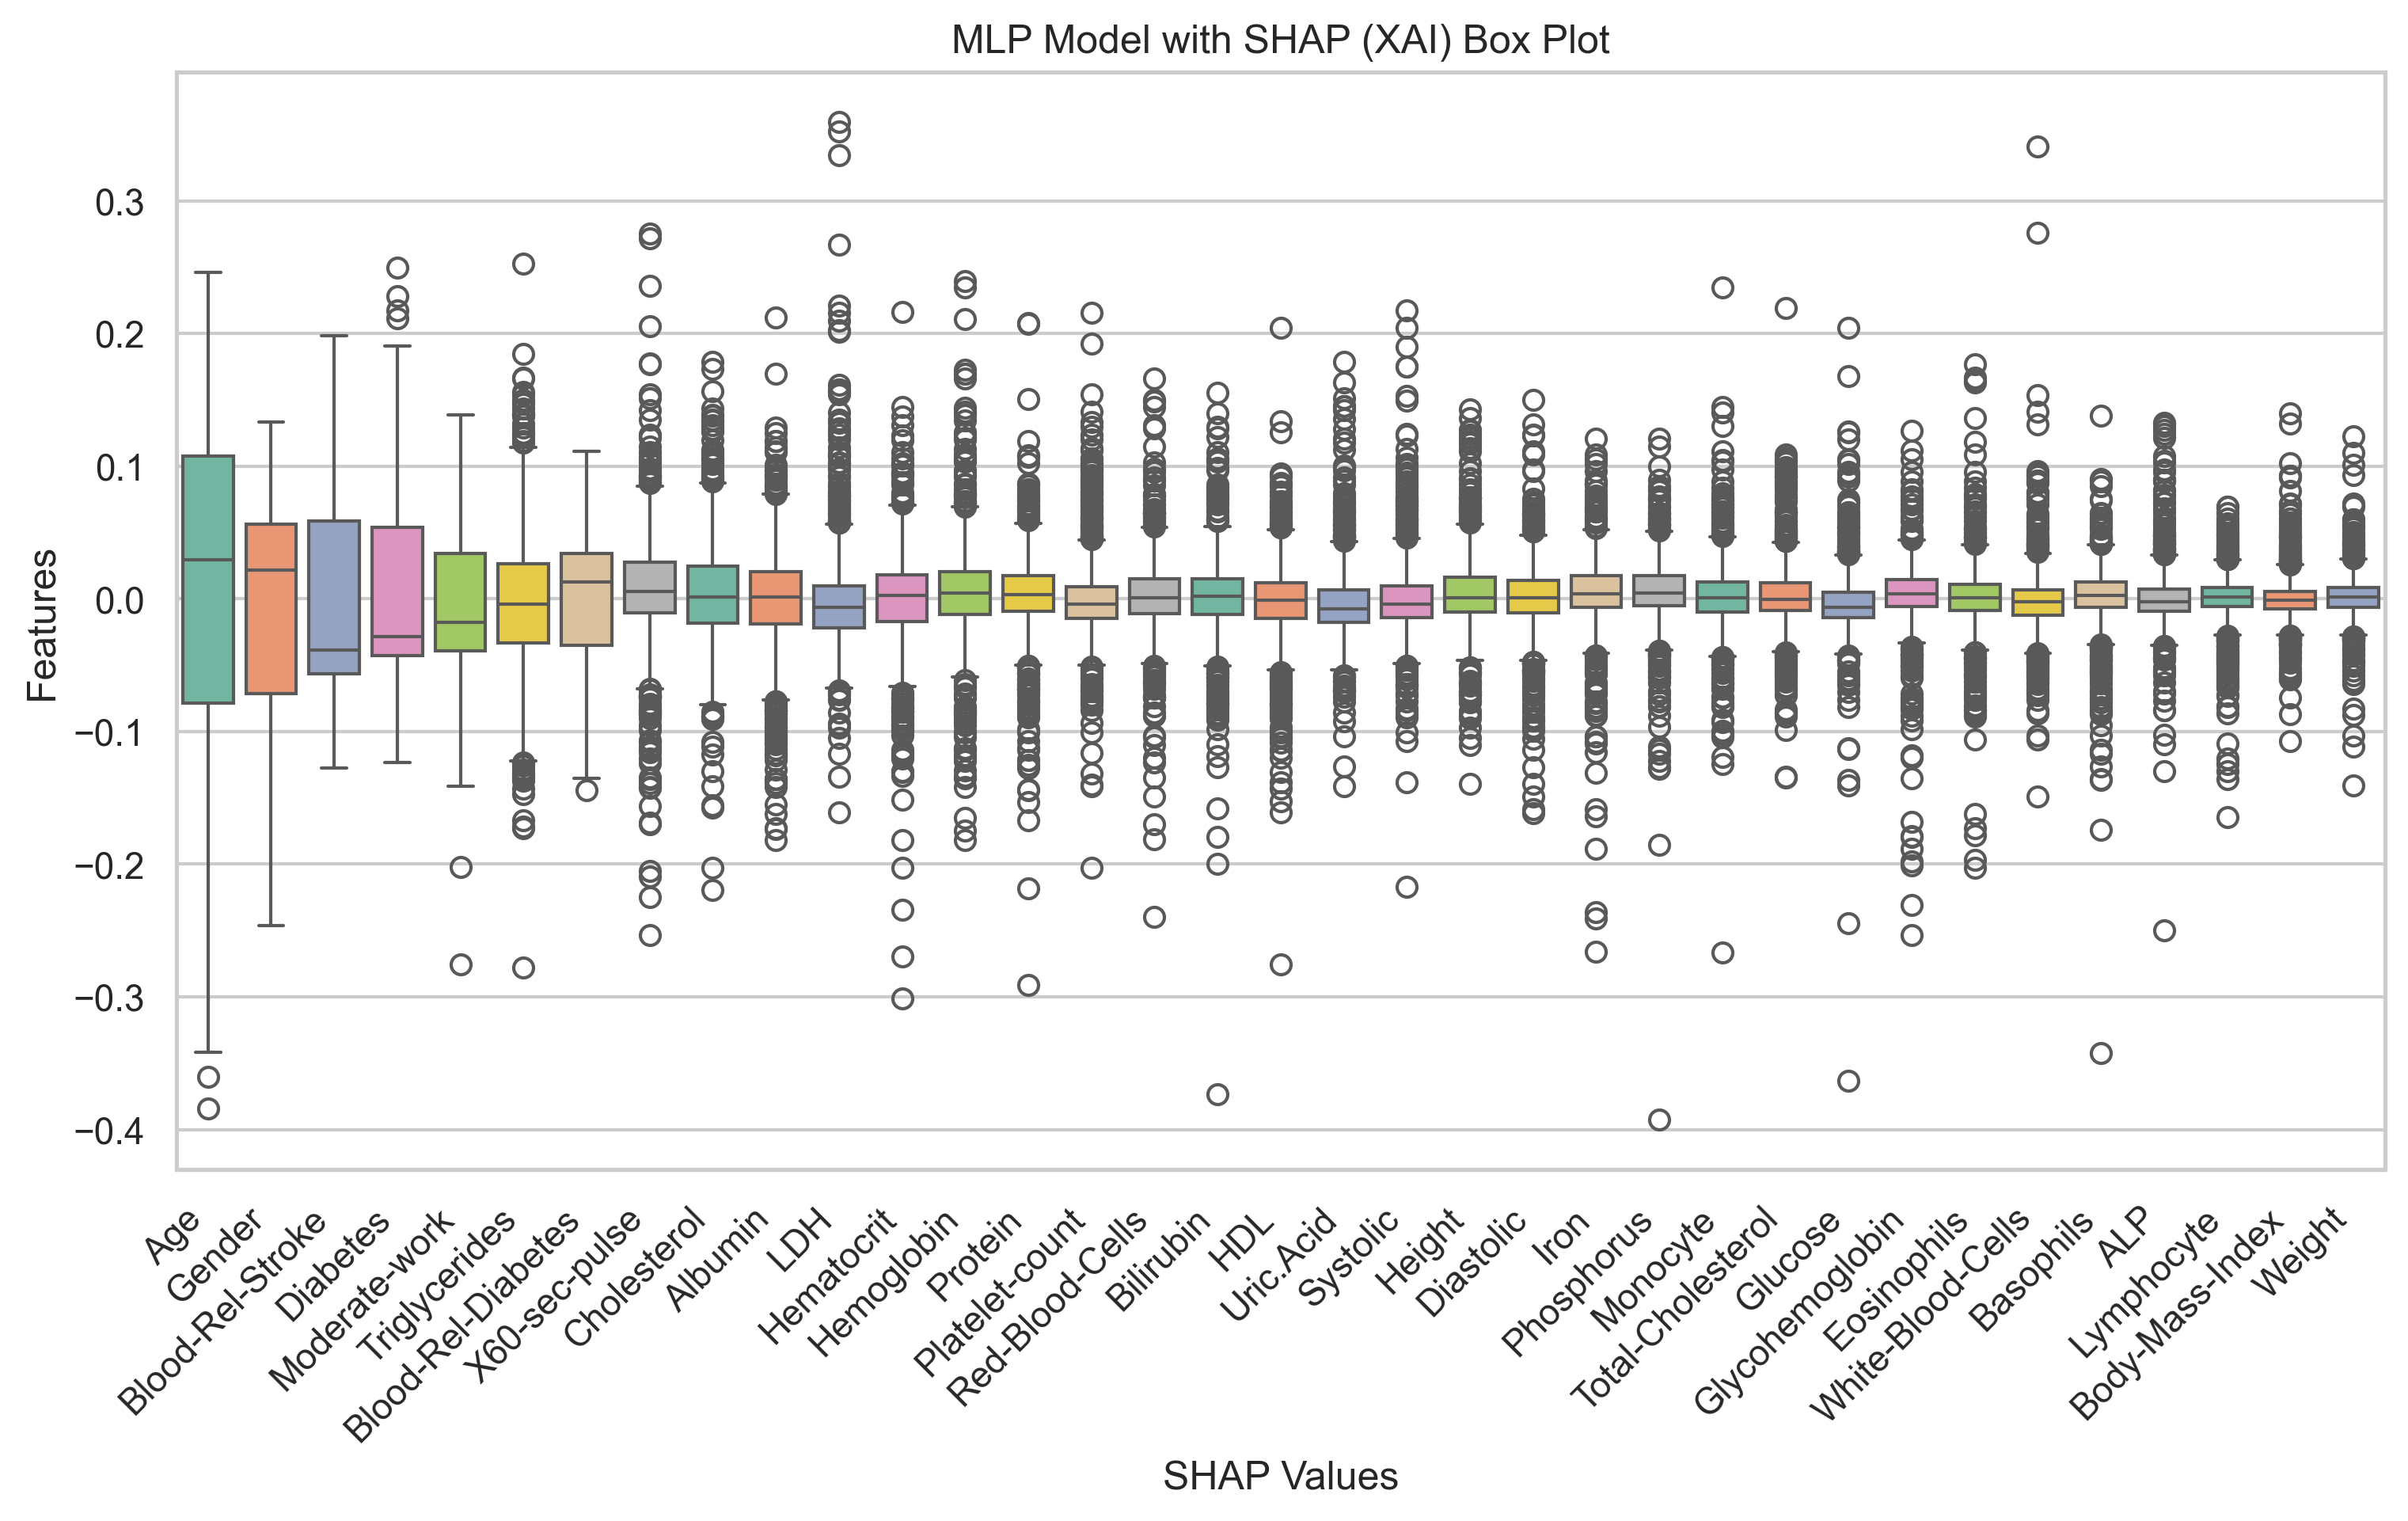 MLP Model with SHAP (XAI) Box Plot
Features
0.3
0.2
0.1
0.0
−0.1
−0.2
−0.3
−0.4
Age
Gender
Blood-Rel-Stroke
Diabetes
Moderate-work
Triglycerides
Blood-Rel-Diabetes
X60-sec-pulse
Cholesterol
Albumin
LDH
Hematocrit
Hemoglobin
Protein
Platelet-count
Red-Blood-Cells
Bilirubin
HDL
Uric.Acid
Systolic
Height
Diastolic
Iron
Phosphorus
Monocyte
Total-Cholesterol
Glucose
Glycohemoglobin
Eosinophils
White-Blood-Cells
Basophils
ALP
Lymphocyte
Body-Mass-Index
Weight
SHAP Values